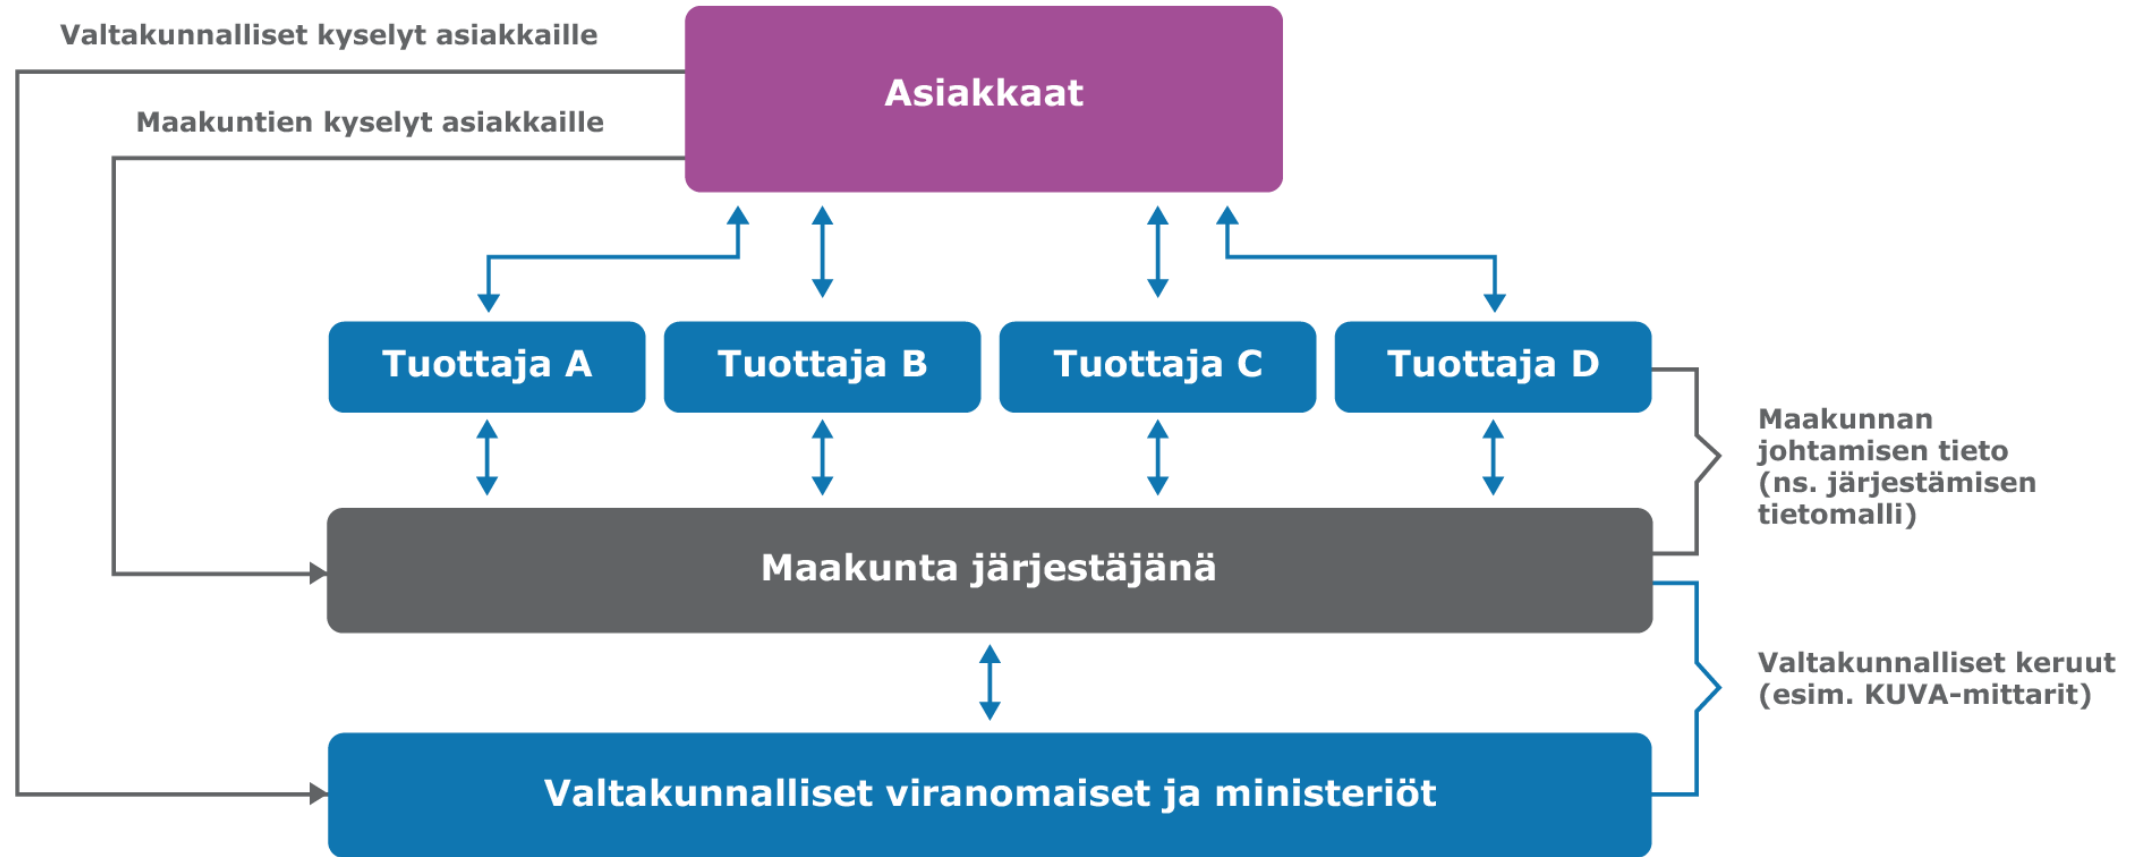 Valtakunnalliset kyselyt asiakkaille
Asiakkaat
Maakuntien kyselyt asiakkaille
Tuottaja A
Tuottaja B
Tuottaja C
Tuottaja D
Maakunnan
johtamisen tieto
(ns. järjestämisen
tietomalli)
Maakunta järjestäjänä
Valtakunnalliset keruut
(esim. KUVA-mittarit)
Valtakunnalliset viranomaiset ja ministeriöt